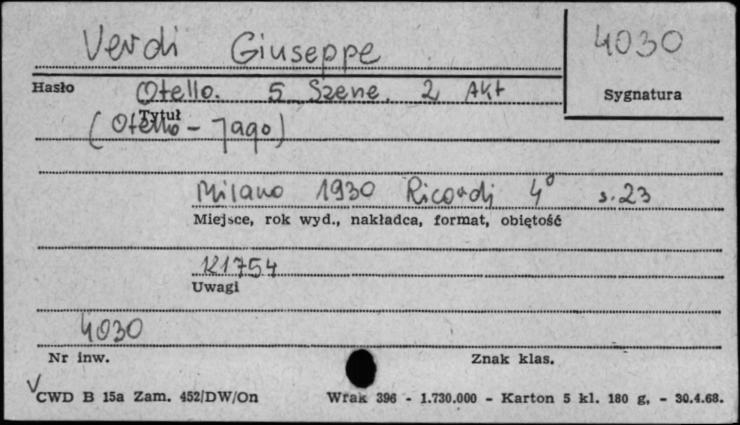 Verdi Giuseppe
4030
Hasło
Otello. 5 Szene, 2 Akt
Sygnatura
Tytuł
(Otello - Jago)
Milano 1930 Ricordj 4° s. 23
Miejsce, rok wyd., nakładca, format, objętość
121754
Uwagi
4030
Nr inw.
Znak klas.
CWD B 15a Zam. 452/DW/On Wrak 396 - 1.730.000 - Karton 5 kl. 180 g, - 30.4.68.